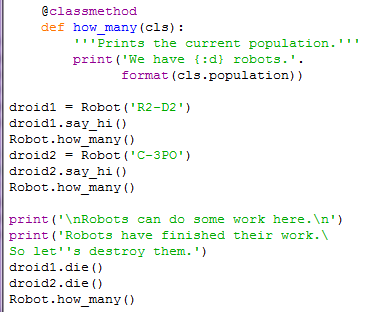 @classmethod
def how_many(cls):
'''Prints the current population.'''
print('We have {:d} robots.'.
format(cls.population))
droid1 = Robot('R2-D2')
droid1.say_hi()
Robot.how_many()
droid2 = Robot('C-3PO')
droid2.say_hi()
Robot.how_many()
print('\nRobots can do some work here.\n')
print('Robots have finished their work.\
So let''s destroy them.')
droid1.die()
droid2.die()
Robot.how_many()